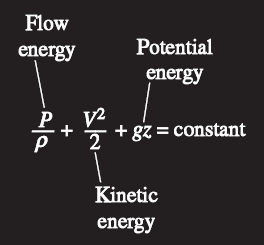 Flow
energy
Potential
energy
P/ρ + V²/2 + gz = constant
Kinetic
energy